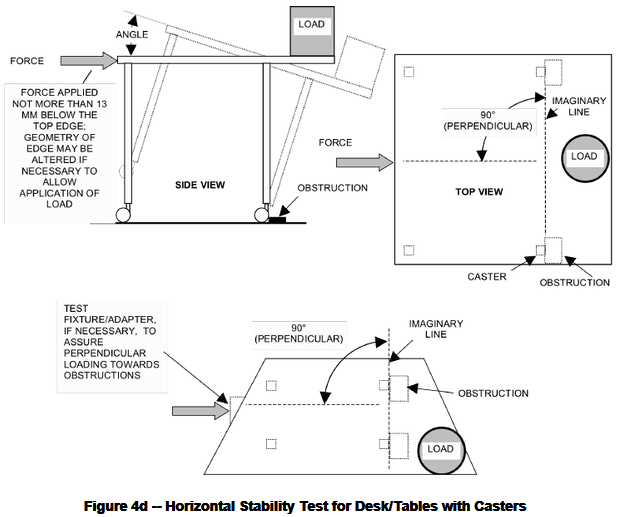 LOAD
ANGLE
FORCE
FORCE APPLIED
NOT MORE THAN 13
MM BELOW THE
TOP EDGE;
GEOMETRY OF
EDGE MAY BE
ALTERED IF
NECESSARY TO
ALLOW
APPLICATION OF
LOAD
SIDE VIEW
OBSTRUCTION
FORCE
90°
(PERPENDICULAR)
IMAGINARY
LINE
LOAD
TOP VIEW
CASTER
OBSTRUCTION
TEST
FIXTURE/ADAPTER,
IF NECESSARY, TO
ASSURE
PERPENDICULAR
LOADING TOWARDS
OBSTRUCTIONS
90°
(PERPENDICULAR)
IMAGINARY
LINE
OBSTRUCTION
LOAD
Figure 4d -- Horizontal Stability Test for Desk/Tables with Casters